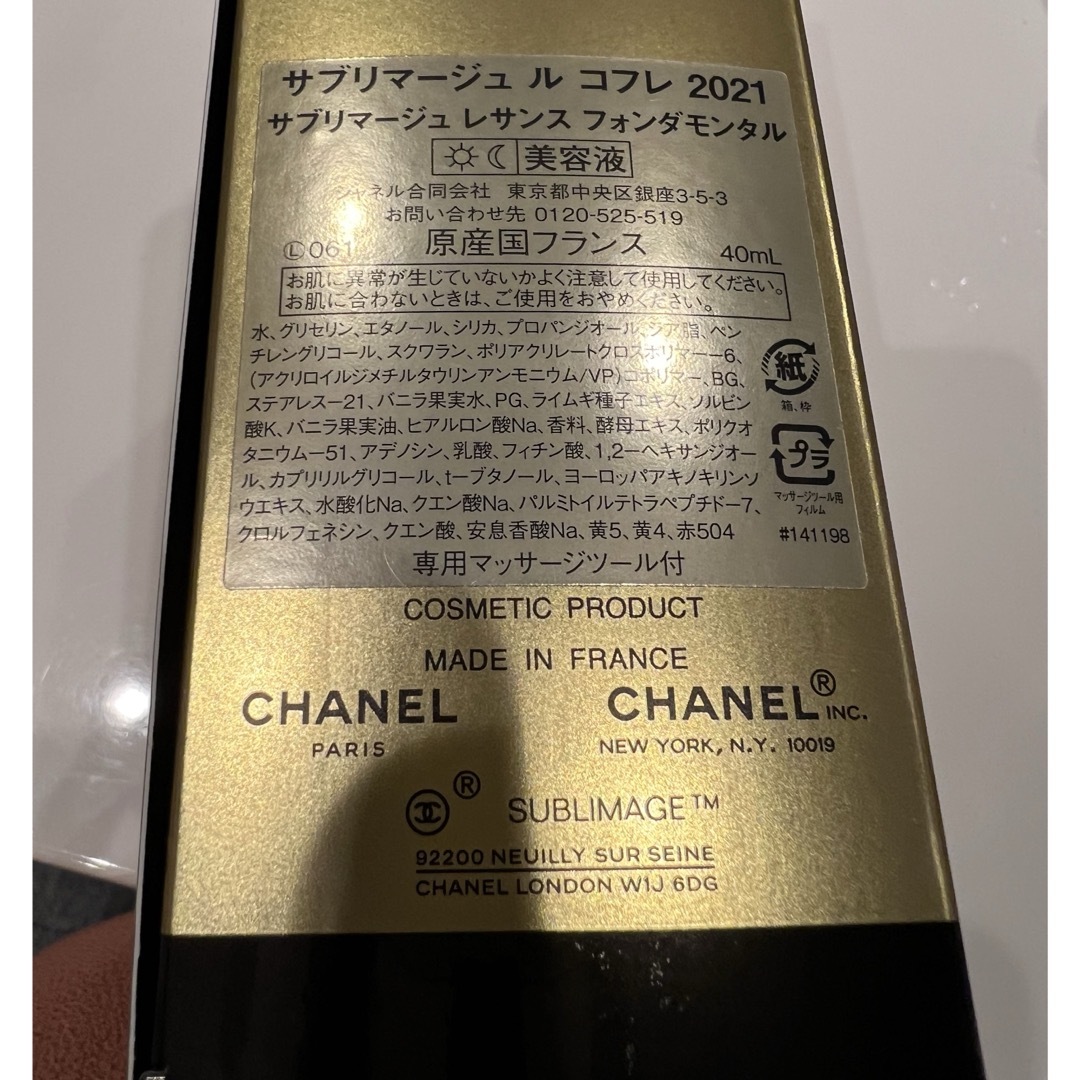 サブリマージュ ル コフレ 2021
サブリマージュ レサンス フォンダモンタル
美容液
シャネル合同会社 東京都中央区銀座3-5-3
お問い合わせ先 0120-525-519
Ⓛ061 原産国フランス 40mL
お肌に異常が生じていないかよく注意して使用してください。
お肌に合わないときは、ご使用をおやめください。
水、グリセリン、エタノール、シリカ、プロパンジオール、シア脂、ペン
チレングリコール、スクワラン、ポリアクリレートクロスポリマー-6、
(アクリロイルジメチルタウリンアンモニウム/VP)コポリマー、BG、
ステアレス-21、バニラ果実水、PG、ライムギ種子エキス、ソルビン
酸K、バニラ果実油、ヒアルロン酸Na、香料、酵母エキス、ポリクオ
タニウム-51、アデノシン、乳酸、フィチン酸、1,2-ヘキサンジオー
ル、カプリリルグリコール、t-ブタノール、ヨーロッパアキノキリンソ
ウエキス、水酸化Na、クエン酸Na、パルミトイルテトラペプチド-7、
クロルフェネシン、クエン酸、安息香酸Na、黄5、黄4、赤504
紙
箱、枠
プラ
マッサージツール用
フィルム
#141198
専用マッサージツール付
COSMETIC PRODUCT
MADE IN FRANCE
CHANEL
PARIS
CHANEL® INC.
NEW YORK, N.Y. 10019
® SUBLIMAGE™
92200 NEUILLY SUR SEINE
CHANEL LONDON W1J 6DG